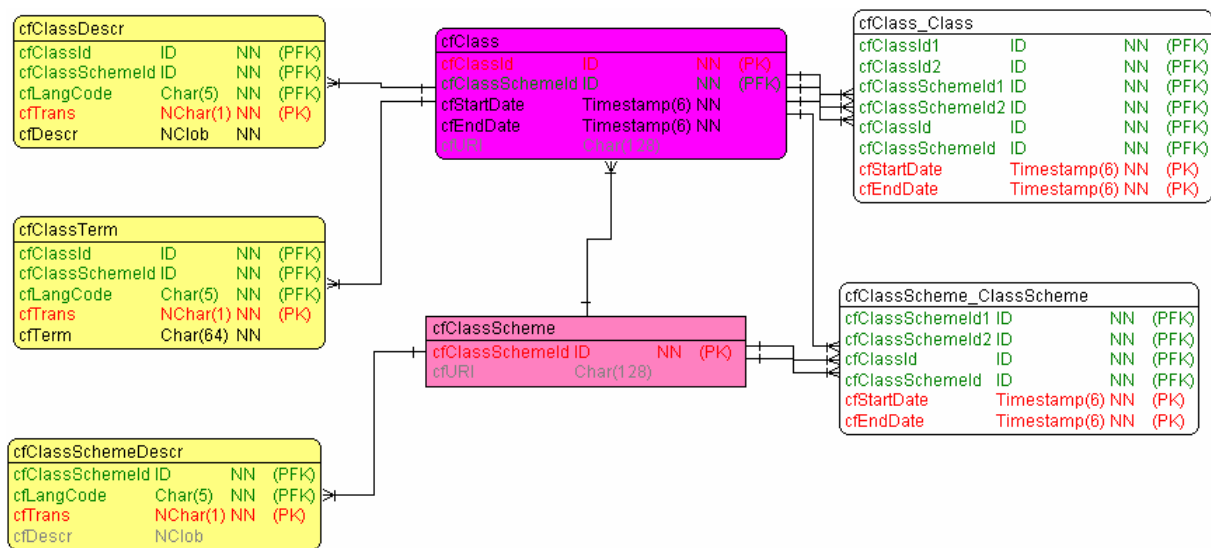 cfClassDescr
cfClassId ID NN (PFK)
cfClassSchemeId ID NN (PFK)
cfLangCode Char(5) NN (PFK)
cfTrans NChar(1) NN (PK)
cfDescr NClob NN
cfClassTerm
cfClassId ID NN (PFK)
cfClassSchemeId ID NN (PFK)
cfLangCode Char(5) NN (PFK)
cfTrans NChar(1) NN (PK)
cfTerm Char(64) NN
cfClassSchemeDescr
cfClassSchemeId ID NN (PFK)
cfLangCode Char(5) NN (PFK)
cfTrans NChar(1) NN (PK)
cfDescr NClob
cfClass
cfClassId ID NN (PK)
cfClassSchemeId ID NN (PFK)
cfStartDate Timestamp(6) NN
cfEndDate Timestamp(6) NN
cfURI Char(128)
cfClassScheme
cfClassSchemeId ID NN (PK)
cfURI Char(128)
cfClass_Class
cfClassId1 ID NN (PFK)
cfClassId2 ID NN (PFK)
cfClassSchemeId1 ID NN (PFK)
cfClassSchemeId2 ID NN (PFK)
cfClassId ID NN (PFK)
cfClassSchemeId ID NN (PFK)
cfStartDate Timestamp(6) NN (PK)
cfEndDate Timestamp(6) NN (PK)
cfClassScheme_ClassScheme
cfClassSchemeId1 ID NN (PFK)
cfClassSchemeId2 ID NN (PFK)
cfClassId ID NN (PFK)
cfClassSchemeId ID NN (PFK)
cfStartDate Timestamp(6) NN (PK)
cfEndDate Timestamp(6) NN (PK)